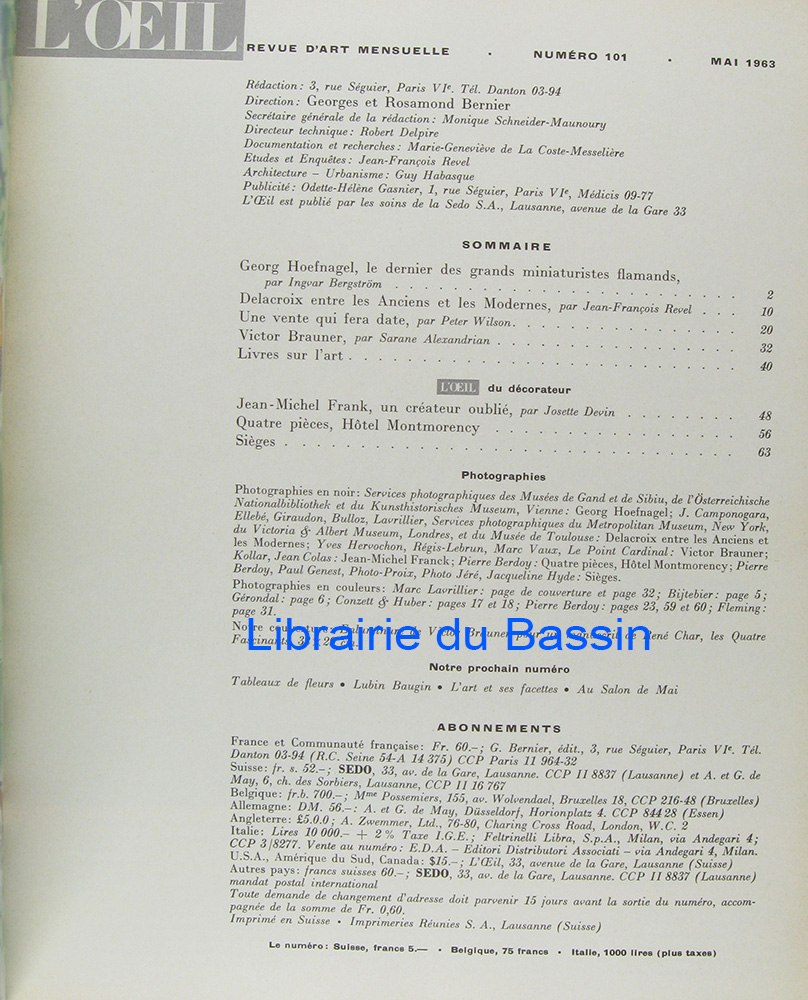 L'ŒIL
REVUE D'ART MENSUELLE • NUMÉRO 101 • MAI 1963
Rédaction: 3, rue Séguier, Paris VIe. Tél. Danton 03-94
Direction: Georges et Rosamond Bernier
Secrétaire générale de la rédaction: Monique Schneider-Maunoury
Directeur technique: Robert Delpire
Documentation et recherches: Marie-Geneviève de La Coste-Messelière
Etudes et Enquêtes: Jean-François Revel
Architecture – Urbanisme: Guy Habasque
Publicité: Odette-Hélène Gasnier, 1, rue Séguier, Paris VIe, Médicis 09-77
L'Œil est publié par les soins de la Sedo S.A., Lausanne, avenue de la Gare 33
SOMMAIRE
Georg Hoefnagel, le dernier des grands miniaturistes flamands,
par Ingvar Bergström . . . . . . . . . . . . . . . . . . . . 2
Delacroix entre les Anciens et les Modernes, par Jean-François Revel . . . 10
Une vente qui fera date, par Peter Wilson . . . . . . . . . . . . . 20
Victor Brauner, par Sarane Alexandrian . . . . . . . . . . . . . . 32
Livres sur l'art . . . . . . . . . . . . . . . . . . . . . . . 40
L'ŒIL du décorateur
Jean-Michel Frank, un créateur oublié, par Josette Devin . . . . . . . 48
Quatre pièces, Hôtel Montmorency . . . . . . . . . . . . . . . 56
Sièges . . . . . . . . . . . . . . . . . . . . . . . . . . . 63
Photographies
Photographies en noir: Services photographiques des Musées de Gand et de Sibiu, de l'Österreichische
Nationalbibliothek et du Kunsthistorisches Museum, Vienne: Georg Hoefnagel; J. Camponogara,
Ellebé, Giraudon, Bulloz, Lavrillier, Services photographiques du Metropolitan Museum, New York,
du Victoria & Albert Museum, Londres, et du Musée de Toulouse: Delacroix entre les Anciens et
les Modernes; Yves Hervochon, Régis-Lebrun, Marc Vaux, Le Point Cardinal: Victor Brauner;
Kollar, Jean Colas: Jean-Michel Franck; Pierre Berdoy: Quatre pièces, Hôtel Montmorency; Pierre
Berdoy, Paul Genest, Photo-Proix, Photo Jéré, Jacqueline Hyde: Sièges.
Photographies en couleurs: Marc Lavrillier: page de couverture et page 32; Bijtebier: page 5;
Gérondal: page 6; Conzett & Huber: pages 17 et 18; Pierre Berdoy: pages 23, 59 et 60; Fleming:
page 31.
Notre couverture: de Victor Brauner pour un manuscrit de René Char, les Quatre
Fascinants.
Librairie du Bassin
Notre prochain numéro
Tableaux de fleurs • Lubin Baugin • L'art et ses facettes • Au Salon de Mai
ABONNEMENTS
France et Communauté française: Fr. 60.–; G. Bernier, édit., 3, rue Séguier, Paris VIe. Tél.
Danton 03-94 (R.C. Seine 54-A 14 375) CCP Paris 11 964-32
Suisse: fr. s. 52.–; SEDO, 33, av. de la Gare, Lausanne. CCP II 8837 (Lausanne) et A. et G. de
May, 6, ch. des Sorbiers, Lausanne, CCP II 16 767
Belgique: fr.b. 700.–; Mme Possemiers, 155, av. Wolvendael, Bruxelles 18, CCP 216-48 (Bruxelles)
Allemagne: DM. 56.–: A. et G. de May, Düsseldorf, Horionplatz 4. CCP 844 28 (Essen)
Angleterre: £5.0.0; A. Zwemmer, Ltd., 76-80, Charing Cross Road, London, W.C. 2
Italie: Lires 10 000.– + 2 % Taxe I.G.E.; Feltrinelli Libra, S.p.A., Milan, via Andegari 4;
CCP 3/8277. Vente au numéro: E.D.A. – Editori Distributori Associati – via Andegari 4, Milan.
U.S.A., Amérique du Sud, Canada: $15.–; L'Œil, 33, avenue de la Gare, Lausanne (Suisse)
Autres pays: francs suisses 60.–; SEDO, 33, av. de la Gare, Lausanne. CCP II 8837 (Lausanne)
mandat postal international
Toute demande de changement d'adresse doit parvenir 15 jours avant la sortie du numéro, accom-
pagnée de la somme de Fr. 0,60.
Imprimé en Suisse • Imprimeries Réunies S. A., Lausanne (Suisse)
Le numéro: Suisse, francs 5.— • Belgique, 75 francs • Italie, 1000 lires (plus taxes)